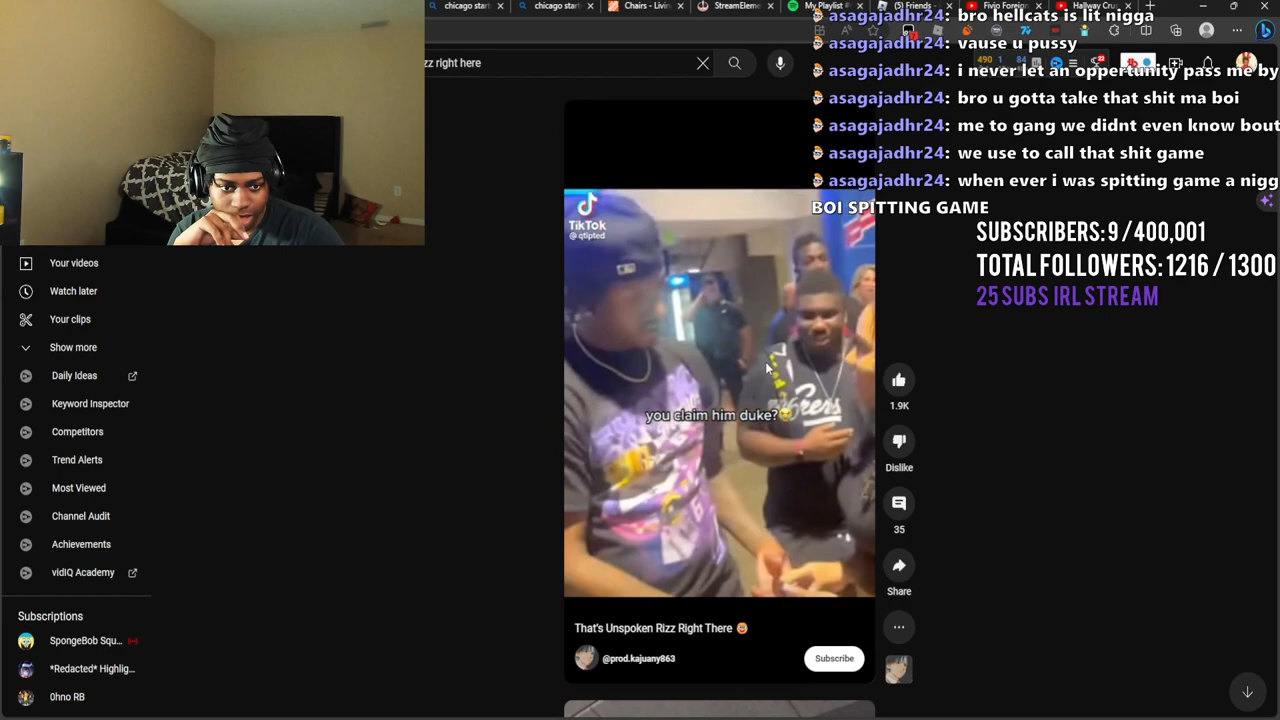 chicago star
chicago start
Chairs - Livin
StreamEleme
My Playlist
(5) Friends -
Fivio Foreign
Hallway Cru
asagajadhr24: bro hellcats is lit nigga
asagajadhr24: vause u pussy
asagajadhr24: i never let an oppertunity pass me by
asagajadhr24: bro u gotta take that shit ma boi
asagajadhr24: me to gang we didnt even know bout
asagajadhr24: we use to call that shit game
asagajadhr24: when ever i was spitting game a nigg
BOI SPITTING GAME
SUBSCRIBERS: 9 / 400,001
TOTAL FOLLOWERS: 1216 / 1300
25 SUBS IRL STREAM
zz right here
490 1 84
Your videos
Watch later
Your clips
Show more
Daily Ideas
Keyword Inspector
Competitors
Trend Alerts
Most Viewed
Channel Audit
Achievements
vidIQ Academy
Subscriptions
SpongeBob Squ...
*Redacted* Highlig...
0hno RB
TikTok
@qtipted
you claim him duke?😭
1.9K
Dislike
35
Share
That's Unspoken Rizz Right There
@prod.kajuany863
Subscribe